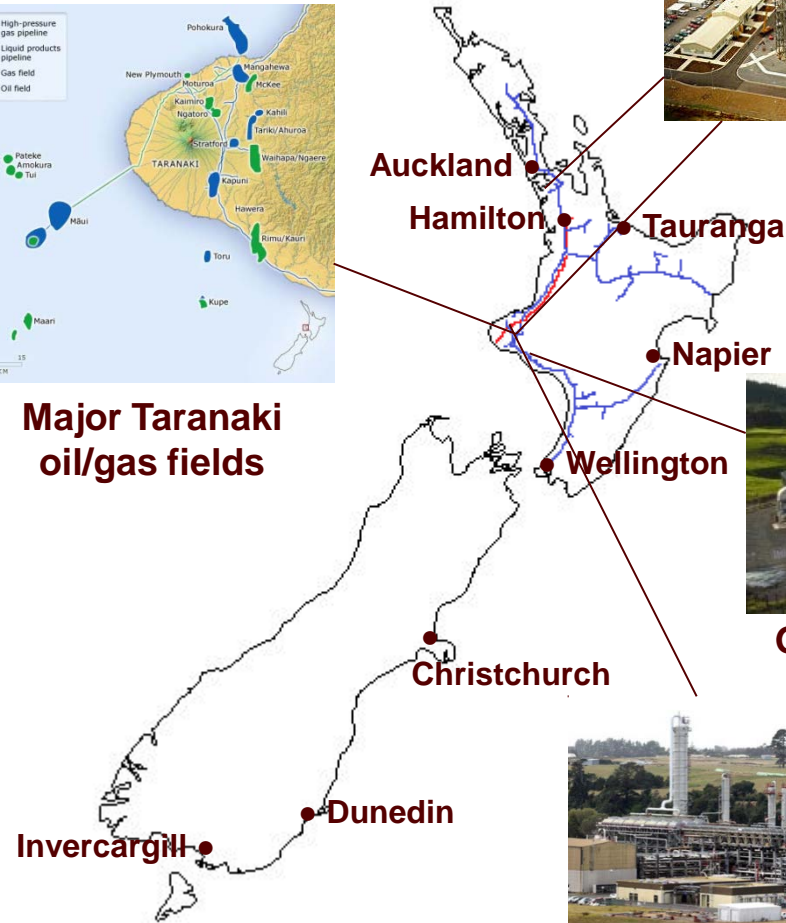 High-pressure
gas pipeline
Liquid products
pipeline
Gas field
Oil field
Pohokura
Mangahewa
New Plymouth
Moturoa
McKee
Kaimiro
Ngatoro
Kahili
Tariki/Ahuroa
Stratford
Waihapa/Ngaere
TARANAKI
Pateke
Amokura
Tui
Kapuni
Māui
Hawera
Rimu/Kauri
Toru
Kupe
Maari
15
KM
Major Taranaki
oil/gas fields
Auckland
Hamilton
Tauranga
Napier
Wellington
Christchurch
Dunedin
Invercargill